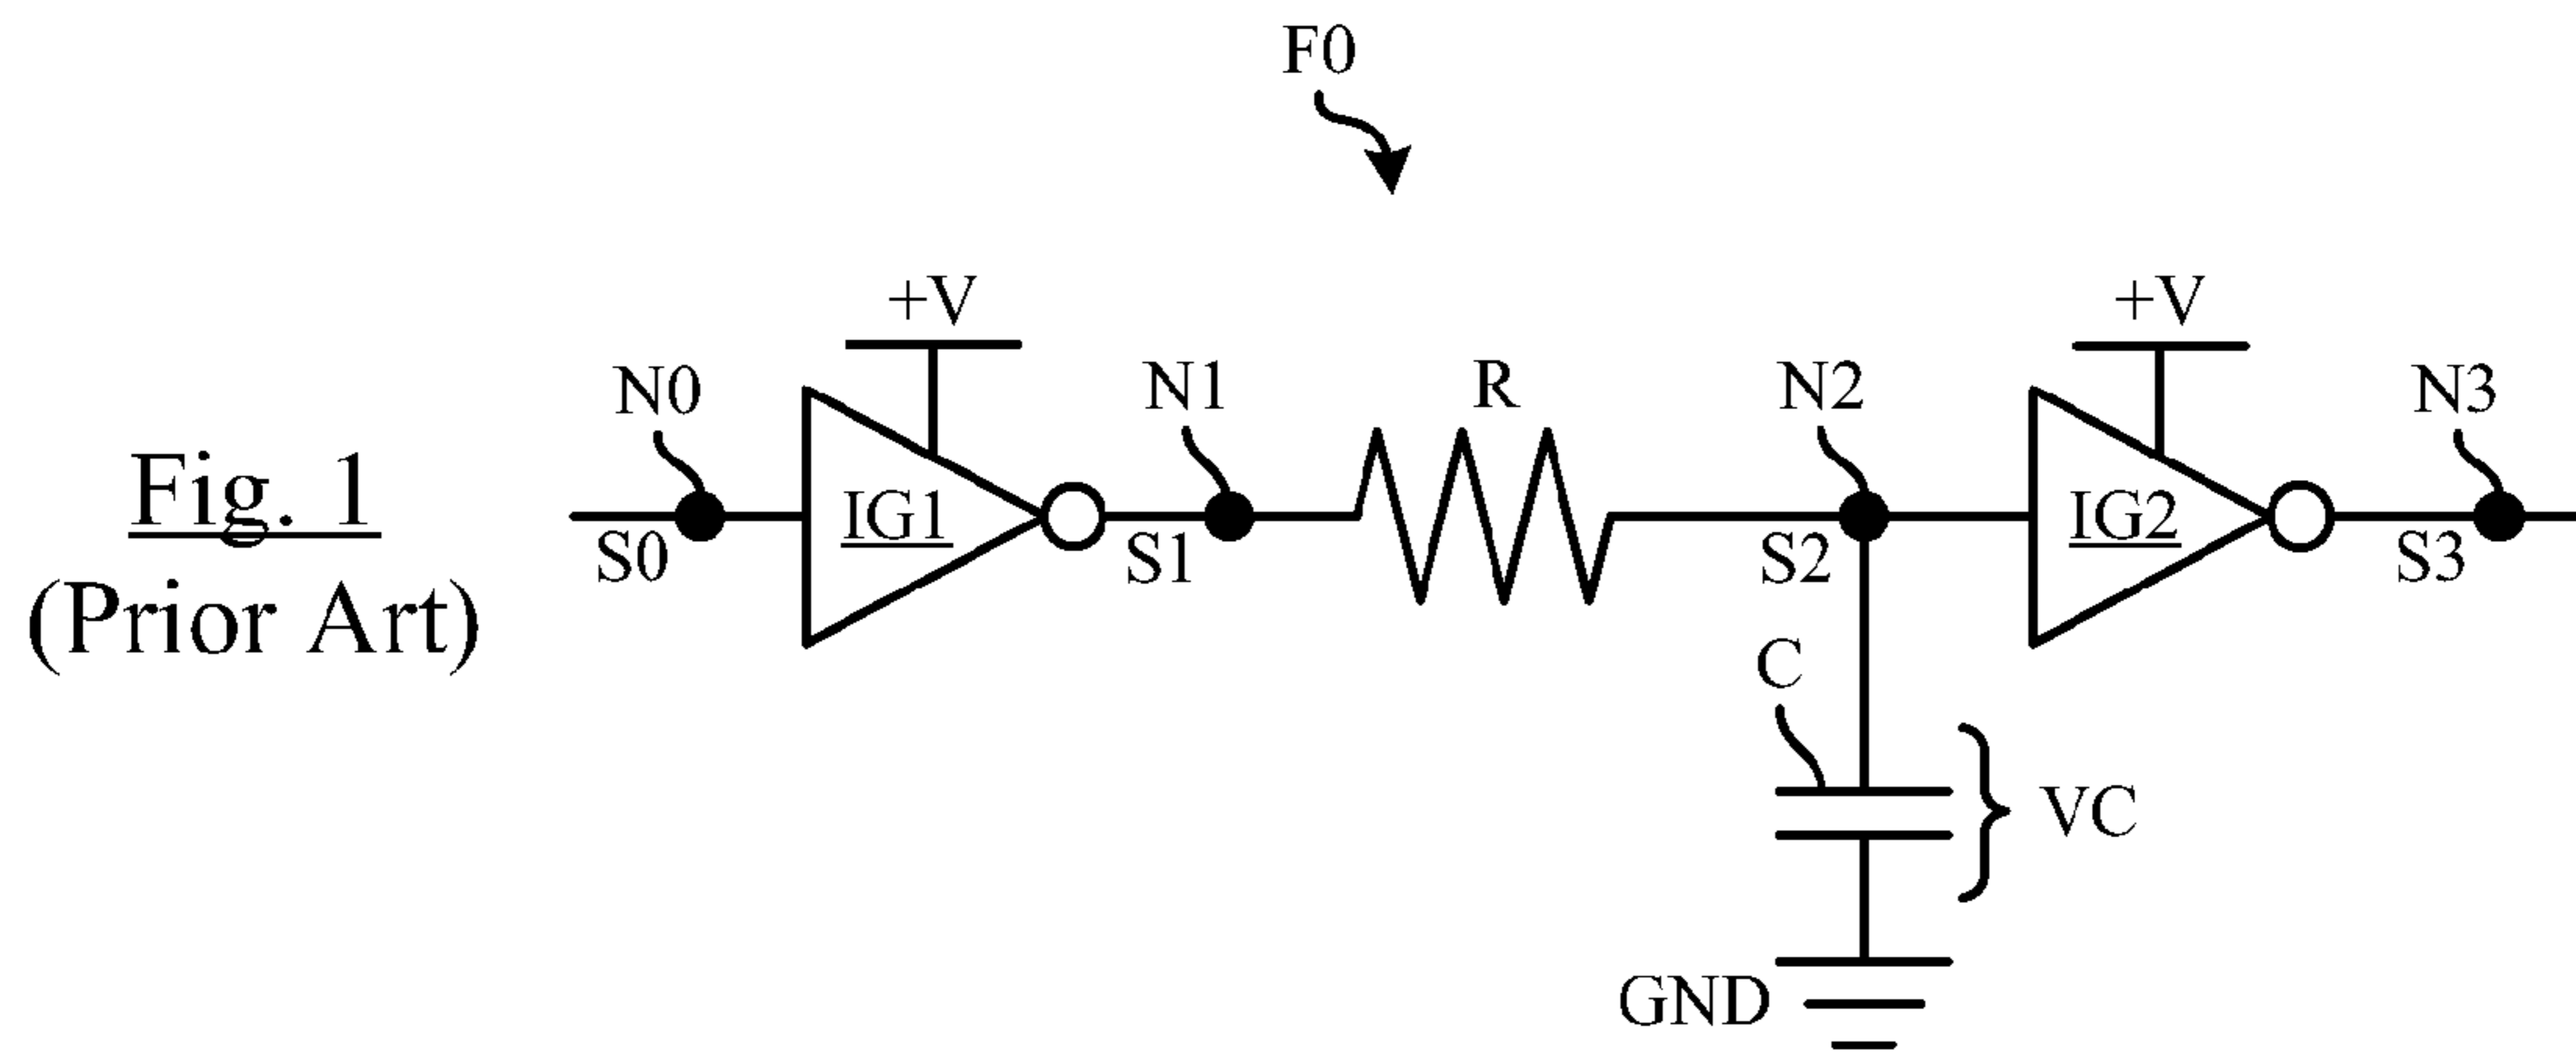 F0
+V
+V
N0
N1
R
N2
N3
Fig. 1
(Prior Art)
IG1
IG2
S0
S1
S2
S3
C
VC
GND